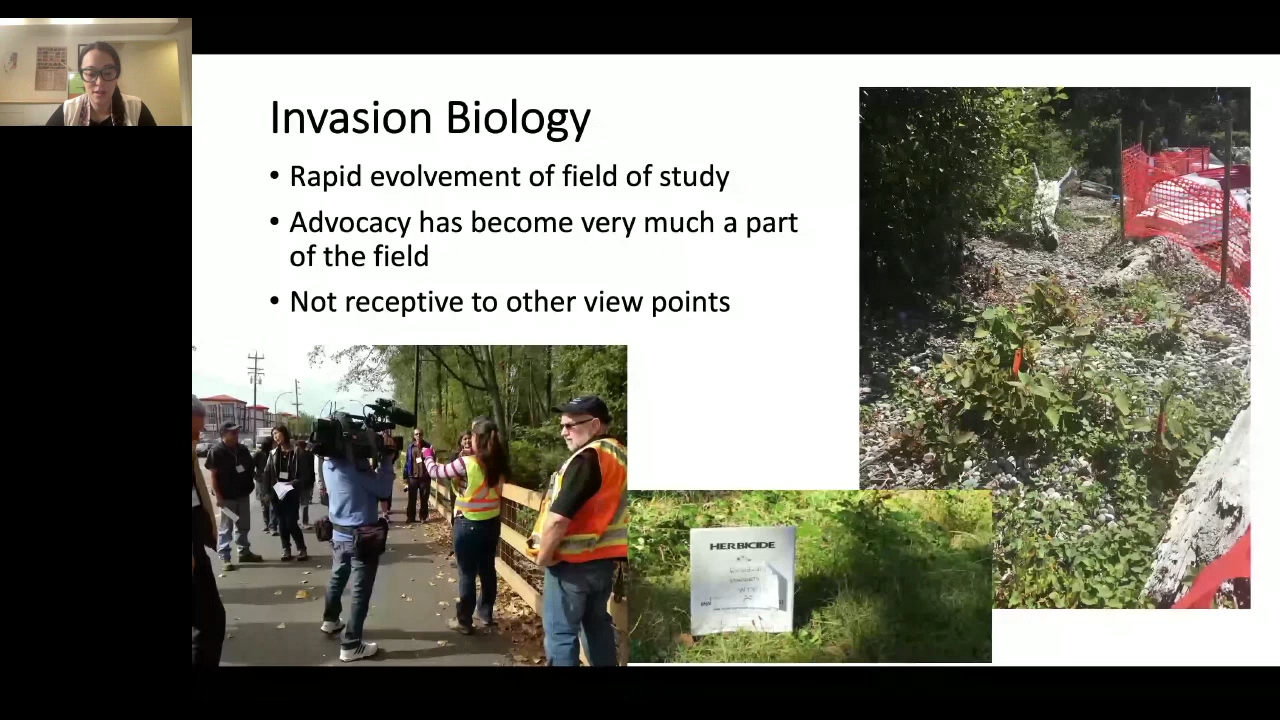 Invasion Biology
• Rapid evolvement of field of study
• Advocacy has become very much a part
of the field
• Not receptive to other view points
HERBICIDE